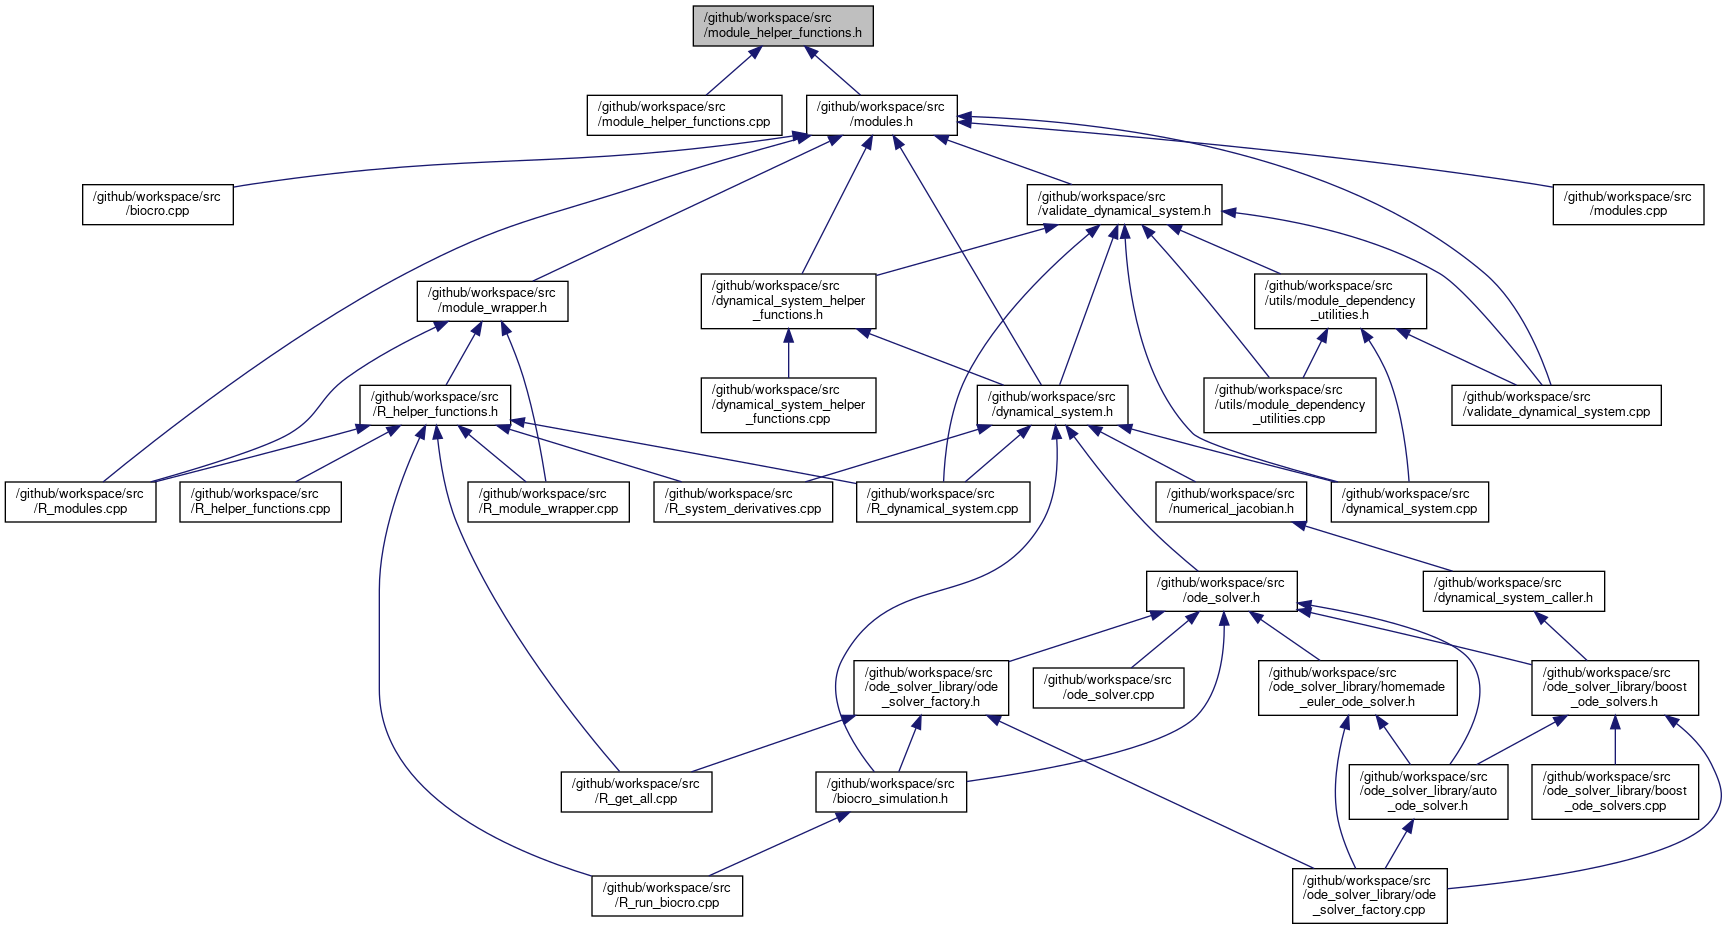 /github/workspace/src
/module_helper_functions.h
/github/workspace/src
/module_helper_functions.cpp
/github/workspace/src
/modules.h
/github/workspace/src
/biocro.cpp
/github/workspace/src
/validate_dynamical_system.h
/github/workspace/src
/modules.cpp
/github/workspace/src
/module_wrapper.h
/github/workspace/src
/dynamical_system_helper
_functions.h
/github/workspace/src
/utils/module_dependency
_utilities.h
/github/workspace/src
/R_helper_functions.h
/github/workspace/src
/dynamical_system_helper
_functions.cpp
/github/workspace/src
/dynamical_system.h
/github/workspace/src
/utils/module_dependency
_utilities.cpp
/github/workspace/src
/validate_dynamical_system.cpp
/github/workspace/src
/R_modules.cpp
/github/workspace/src
/R_helper_functions.cpp
/github/workspace/src
/R_module_wrapper.cpp
/github/workspace/src
/R_system_derivatives.cpp
/github/workspace/src
/R_dynamical_system.cpp
/github/workspace/src
/numerical_jacobian.h
/github/workspace/src
/dynamical_system.cpp
/github/workspace/src
/ode_solver.h
/github/workspace/src
/dynamical_system_caller.h
/github/workspace/src
/ode_solver_library/ode
_solver_factory.h
/github/workspace/src
/ode_solver.cpp
/github/workspace/src
/ode_solver_library/homemade
_euler_ode_solver.h
/github/workspace/src
/ode_solver_library/boost
_ode_solvers.h
/github/workspace/src
/R_get_all.cpp
/github/workspace/src
/biocro_simulation.h
/github/workspace/src
/ode_solver_library/auto
_ode_solver.h
/github/workspace/src
/ode_solver_library/boost
_ode_solvers.cpp
/github/workspace/src
/R_run_biocro.cpp
/github/workspace/src
/ode_solver_library/ode
_solver_factory.cpp